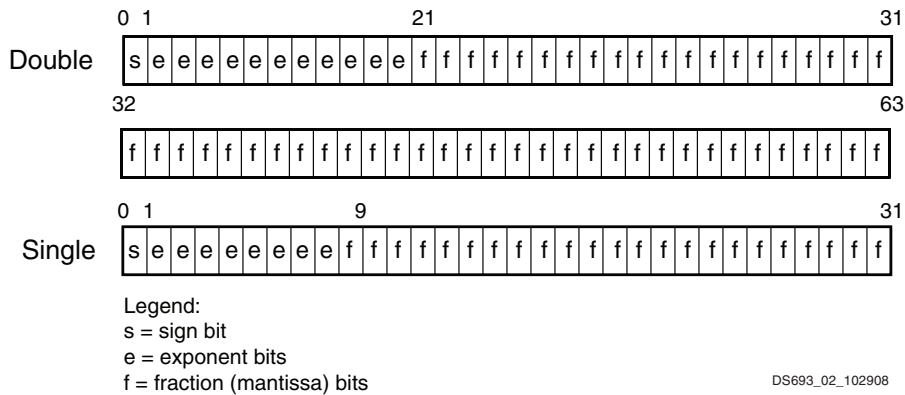 0 1 21 31
Double s e e e e e e e e e e e f f f f f f f f f f f f f f f f f f f f
32 63
f f f f f f f f f f f f f f f f f f f f f f f f f f f f f f f f
0 1 9 31
Single s e e e e e e e e f f f f f f f f f f f f f f f f f f f f f f f
Legend:
s = sign bit
e = exponent bits
f = fraction (mantissa) bits
DS693_02_102908